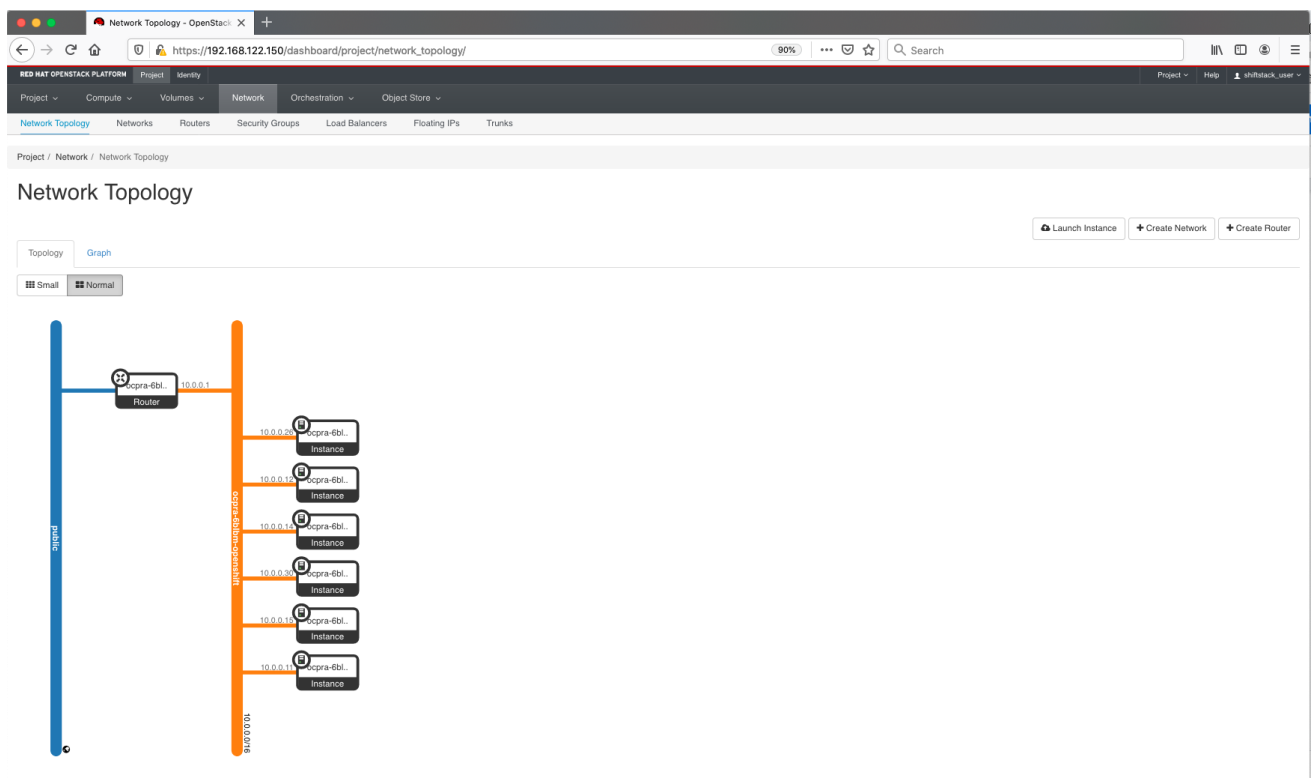 Network Topology - OpenStack
https://192.168.122.150/dashboard/project/network_topology/
90%
Search
RED HAT OPENSTACK PLATFORM Project Identity
Project Help shiftstack_user
Project Compute Volumes Network Orchestration Object Store
Network Topology Networks Routers Security Groups Load Balancers Floating IPs Trunks
Project / Network / Network Topology
Network Topology
Launch Instance + Create Network + Create Router
Topology Graph
Small Normal
public
ocpra-6bl..
Router
10.0.0.1
ocpra-6blbm-openshift
10.0.0.0/16
10.0.0.26
ocpra-6bl..
Instance
10.0.0.12
ocpra-6bl..
Instance
10.0.0.14
ocpra-6bl..
Instance
10.0.0.30
ocpra-6bl..
Instance
10.0.0.15
ocpra-6bl..
Instance
10.0.0.11
ocpra-6bl..
Instance